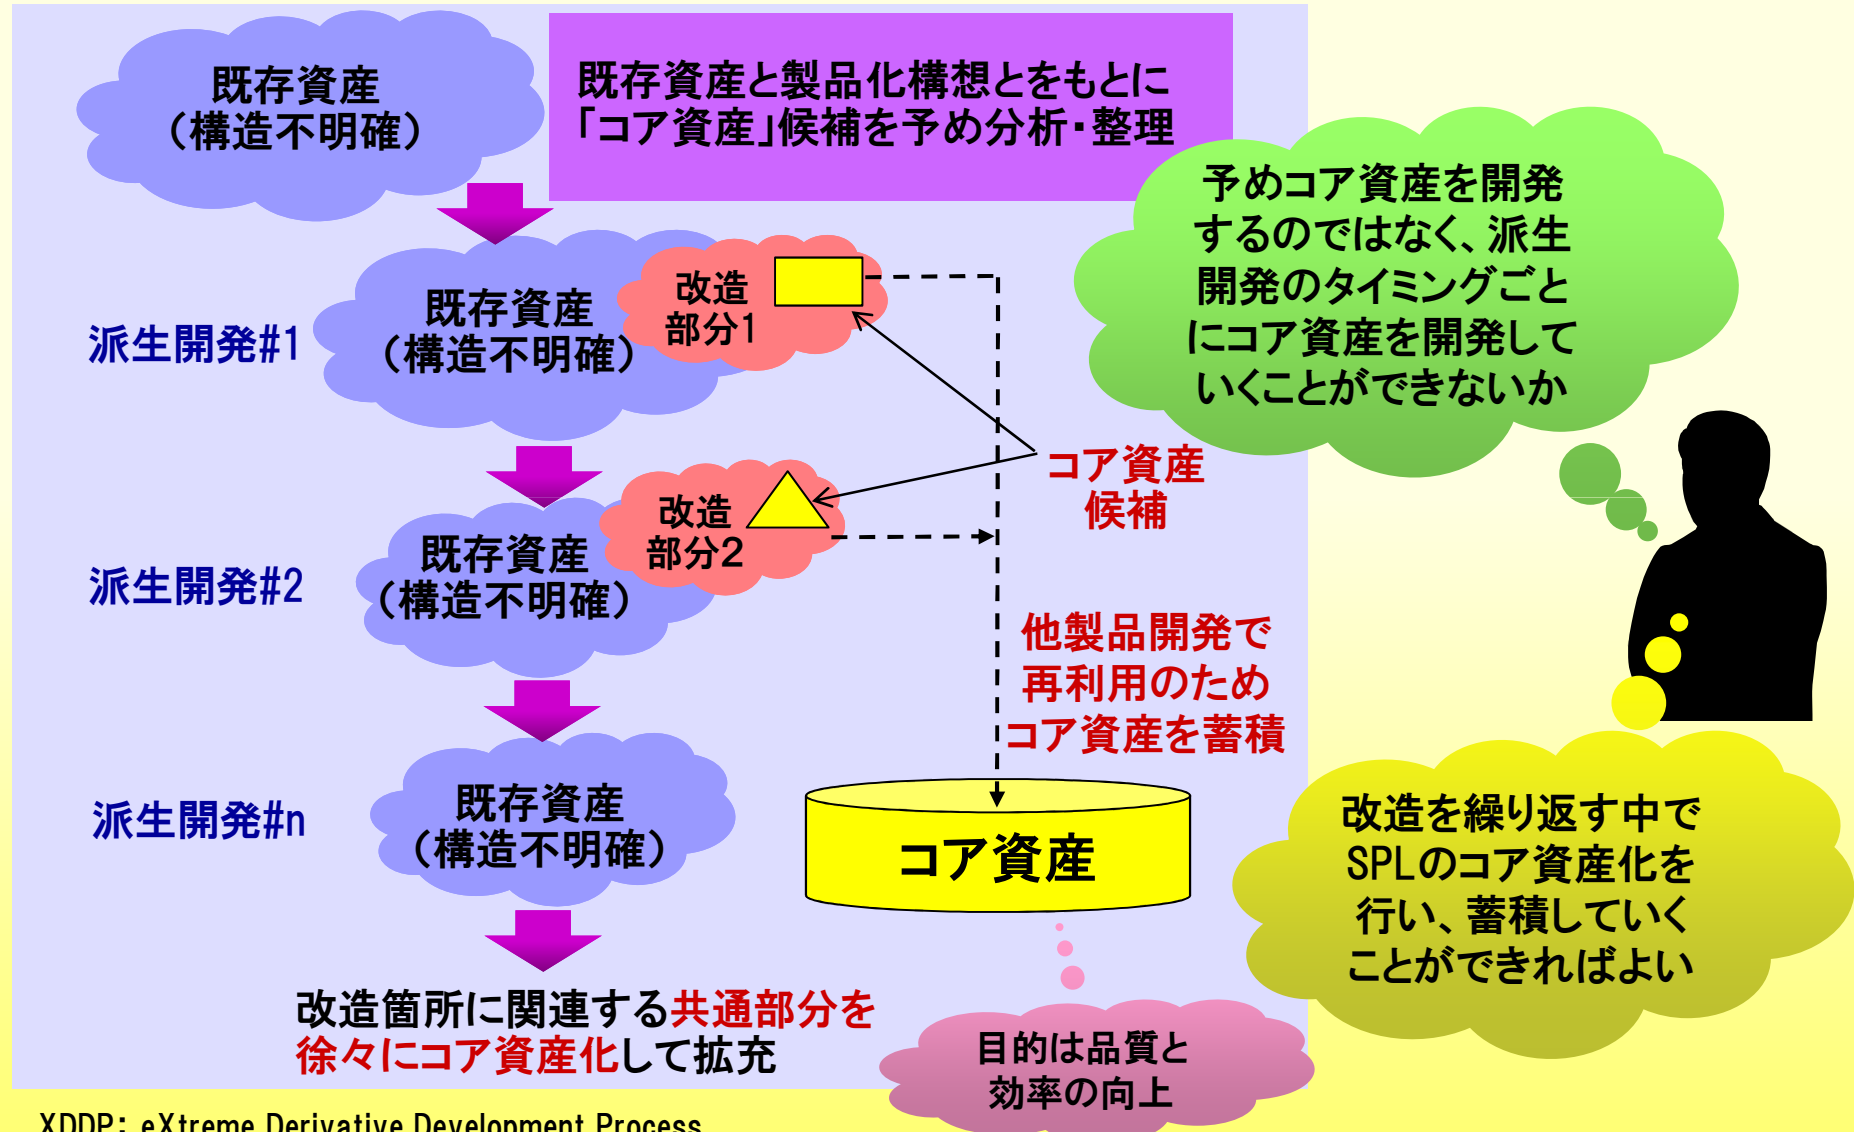 既存資産
（構造不明確）
既存資産と製品化構想とをもとに
「コア資産」候補を予め分析・整理
予めコア資産を開発
するのではなく、派生
開発のタイミングごと
にコア資産を開発して
いくことができないか
派生開発#1
既存資産
（構造不明確）
改造
部分1
コア資産
候補
派生開発#2
既存資産
（構造不明確）
改造
部分2
他製品開発で
再利用のため
コア資産を蓄積
派生開発#n
既存資産
（構造不明確）
コア資産
改造を繰り返す中で
SPLのコア資産化を
行い、蓄積していく
ことができればよい
改造箇所に関連する共通部分を
徐々にコア資産化して拡充
目的は品質と
効率の向上
XDDP： eXtreme Derivative Development Process